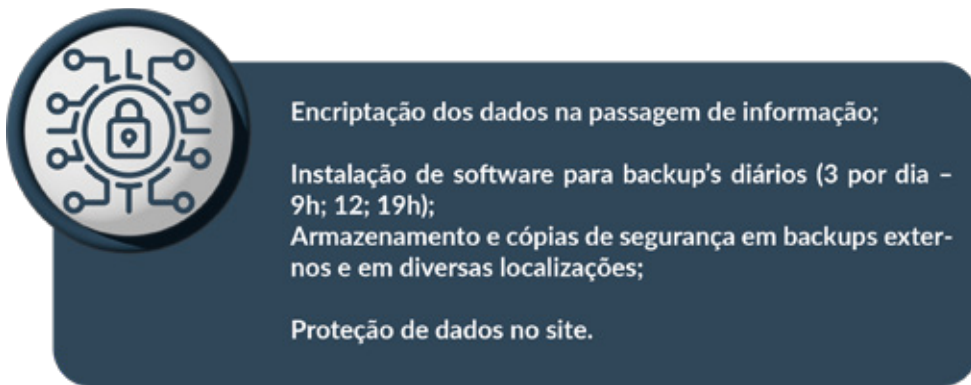 Encriptação dos dados na passagem de informação;
Instalação de software para backup’s diários (3 por dia –
9h; 12; 19h);
Armazenamento e cópias de segurança em backups exter-
nos e em diversas localizações;
Proteção de dados no site.